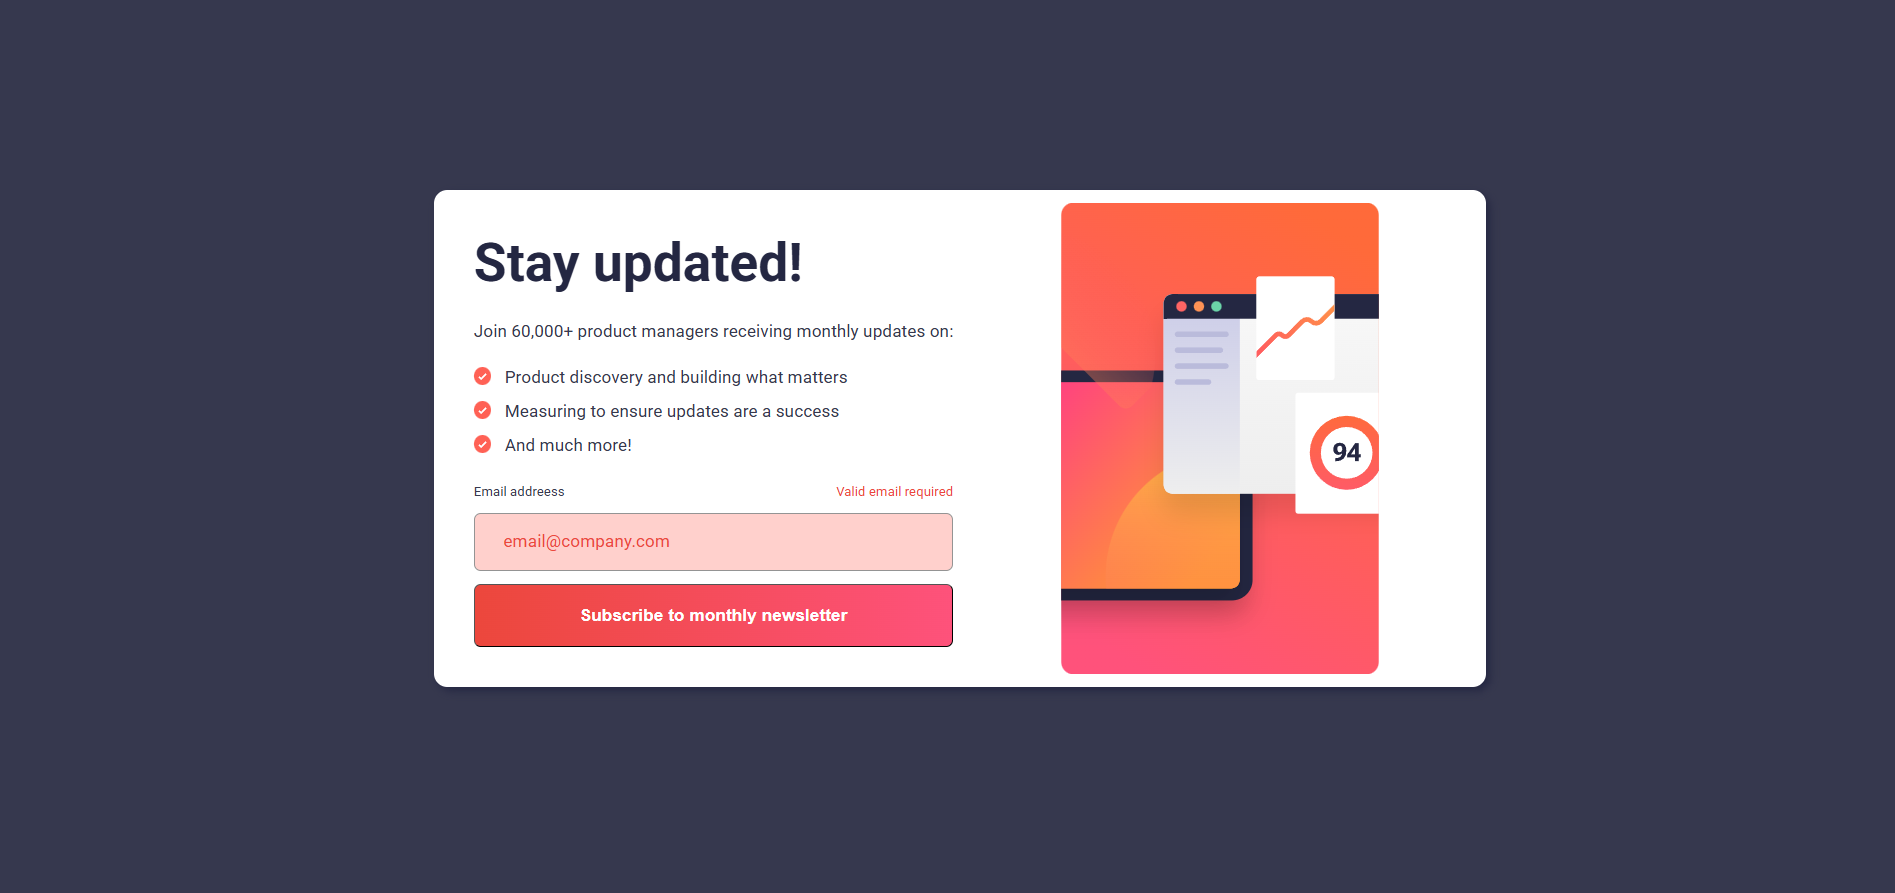 Stay updated!
Join 60,000+ product managers receiving monthly updates on:
Product discovery and building what matters
Measuring to ensure updates are a success
And much more!
Email addreess
Valid email required
email@company.com
Subscribe to monthly newsletter
94